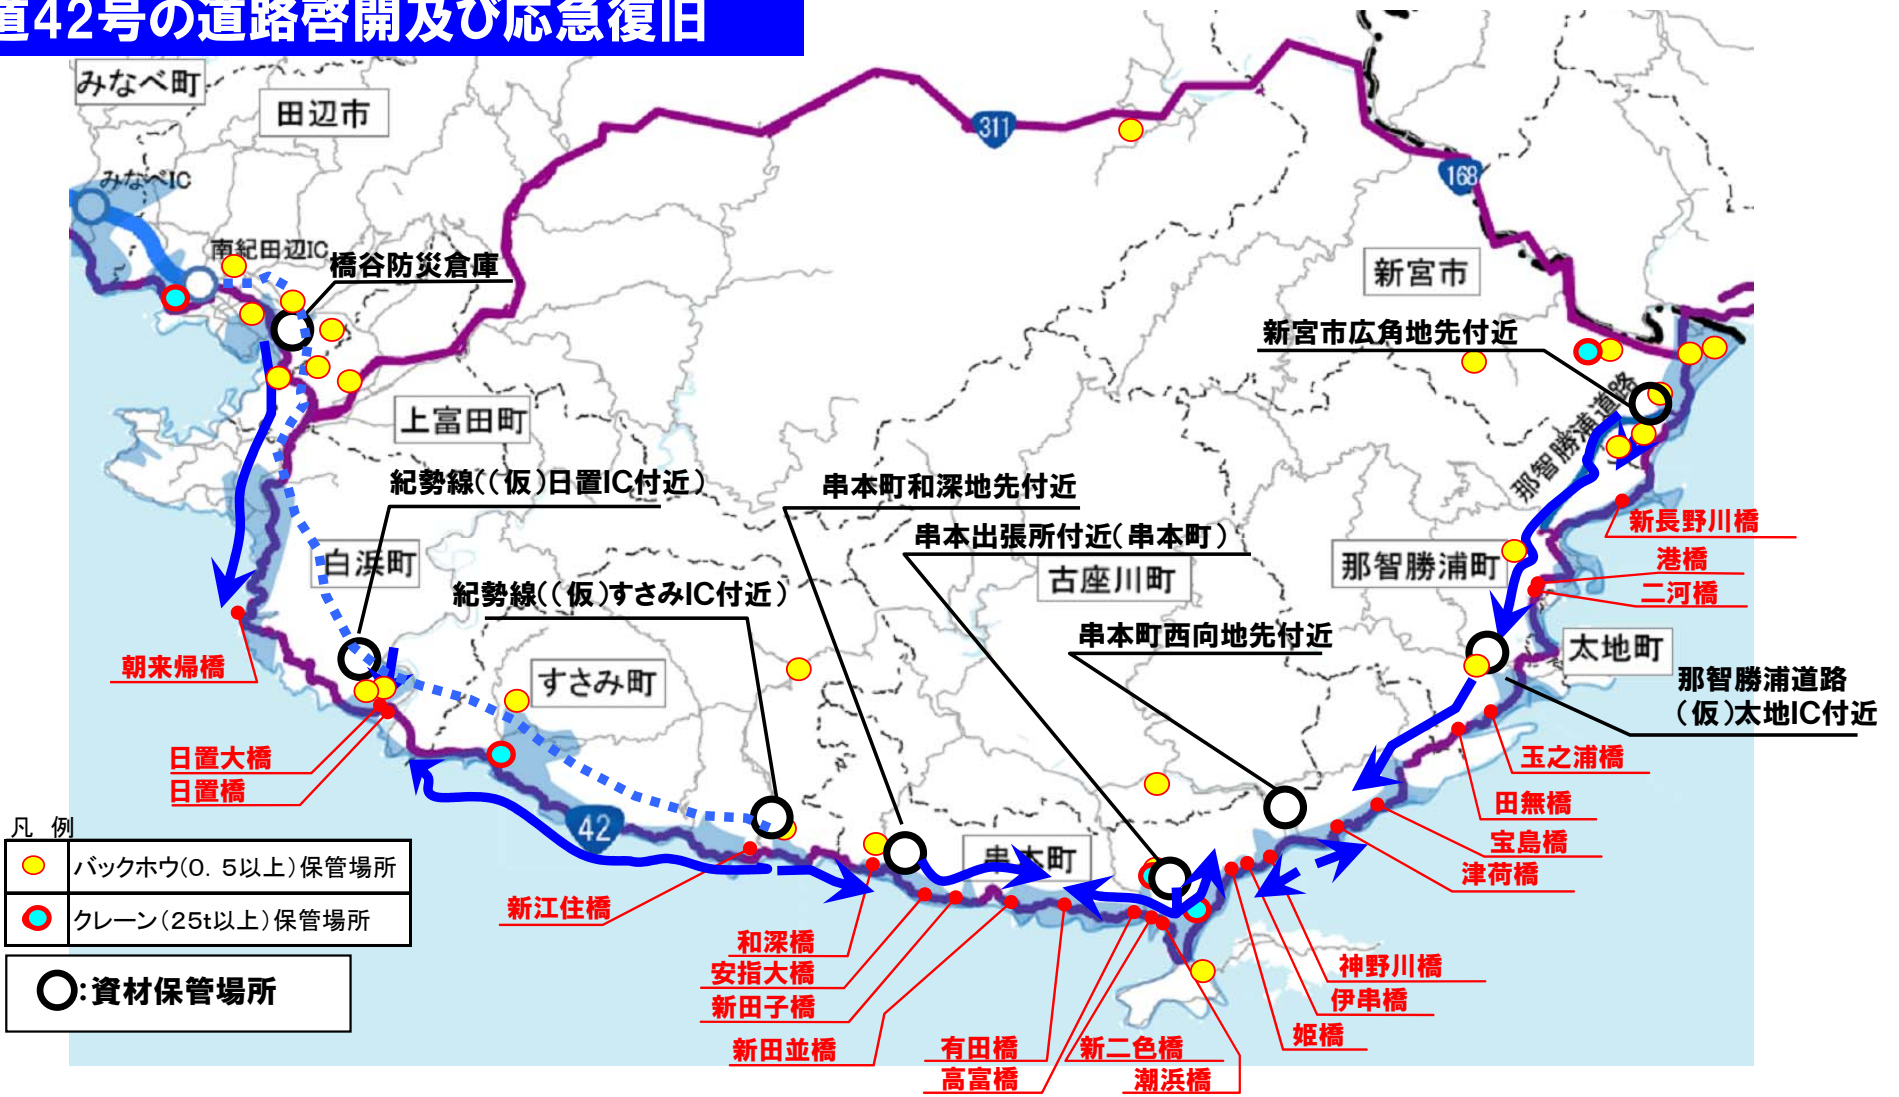 道42号の道路啓開及び応急復旧
みなべ町
田辺市
311
168
みなべIC
南紀田辺IC
橋谷防災倉庫
新宮市
新宮市広角地先付近
那智勝浦道路
上富田町
紀勢線((仮)日置IC付近)
串本町和深地先付近
串本出張所付近(串本町)
新長野川橋
港橋
二河橋
白浜町
那智勝浦町
古座川町
紀勢線((仮)すさみIC付近)
串本町西向地先付近
太地町
朝来帰橋
すさみ町
那智勝浦道路
(仮)太地IC付近
日置大橋
日置橋
玉之浦橋
田無橋
宝島橋
津荷橋
42
串本町
凡 例
バックホウ(0.5以上)保管場所
クレーン(25t以上)保管場所
:資材保管場所
新江住橋
和深橋
安指大橋
新田子橋
新田並橋
有田橋
高富橋
新二色橋
潮浜橋
神野川橋
伊串橋
姫橋